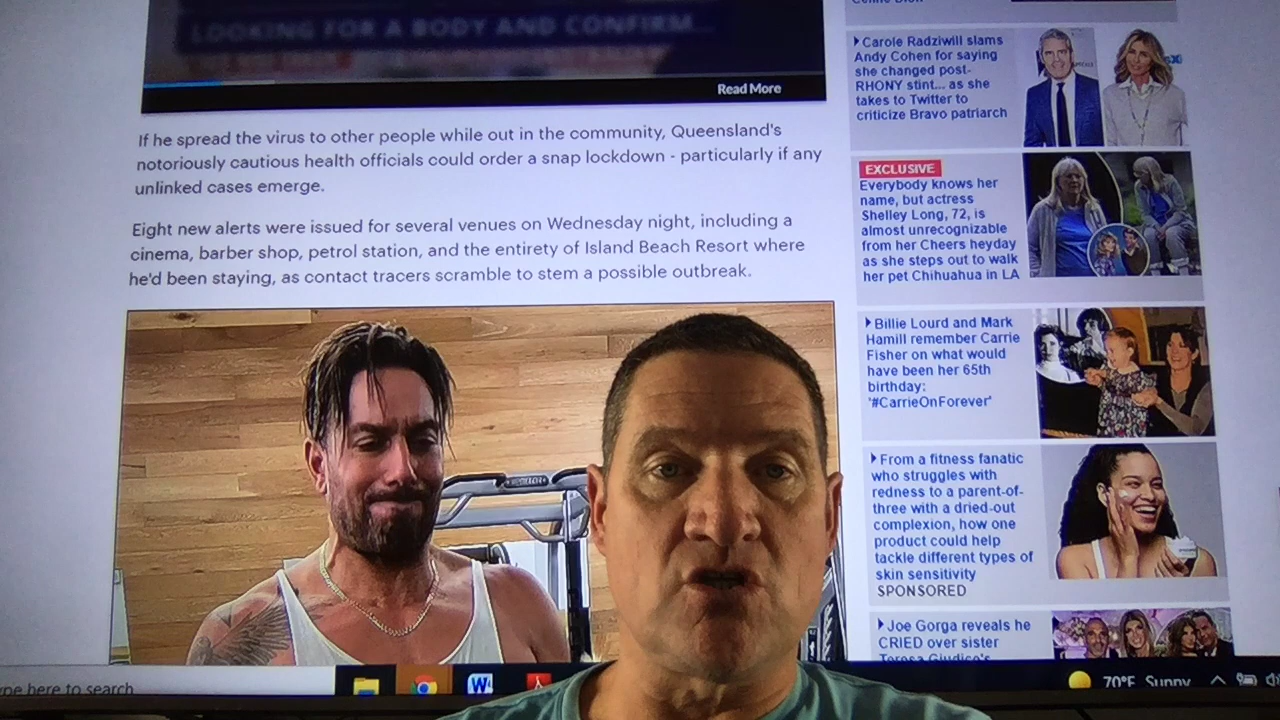 LOOKING FOR A BODY AND CONFIRM...
Read More
If he spread the virus to other people while out in the community, Queensland's
notoriously cautious health officials could order a snap lockdown - particularly if any
unlinked cases emerge.
Eight new alerts were issued for several venues on Wednesday night, including a
cinema, barber shop, petrol station, and the entirety of Island Beach Resort where
he'd been staying, as contact tracers scramble to stem a possible outbreak.
Celine Dion
Carole Radziwill slams
Andy Cohen for saying
she changed post-
RHONY stint... as she
takes to Twitter to
criticize Bravo patriarch
EXCLUSIVE
Everybody knows her
name, but actress
Shelley Long, 72, is
almost unrecognizable
from her Cheers heyday
as she steps out to walk
her pet Chihuahua in LA
Billie Lourd and Mark
Hamill remember Carrie
Fisher on what would
have been her 65th
birthday:
'#CarrieOnForever'
From a fitness fanatic
who struggles with
redness to a parent-of-
three with a dried-out
complexion, how one
product could help
tackle different types of
skin sensitivity
SPONSORED
Joe Gorga reveals he
CRIED over sister
Teresa Giudice's
here to search
W
70°F Sunny